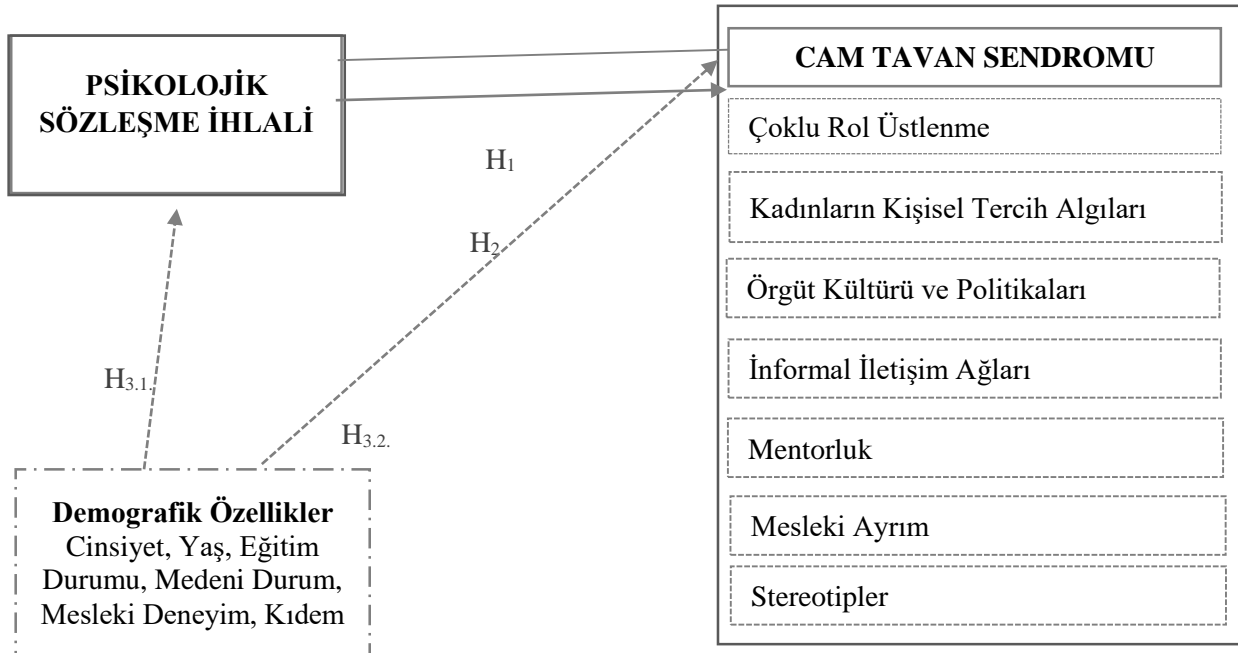 PSİKOLOJİK
SÖZLEŞME İHLALİ
CAM TAVAN SENDROMU
Çoklu Rol Üstlenme
Kadınların Kişisel Tercih Algıları
Örgüt Kültürü ve Politikaları
İnformal İletişim Ağları
Mentorluk
Mesleki Ayrım
Stereotipler
H1
H2
H3.1.
H3.2.
Demografik Özellikler
Cinsiyet, Yaş, Eğitim
Durumu, Medeni Durum,
Mesleki Deneyim, Kıdem